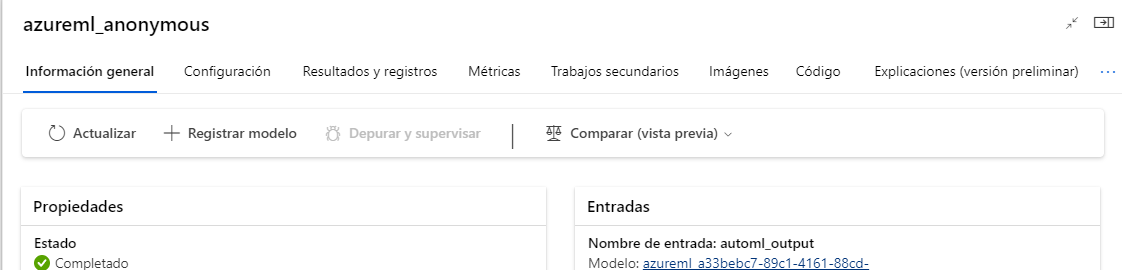 azureml_anonymous
Información general Configuración Resultados y registros Métricas Trabajos secundarios Imágenes Código Explicaciones (versión preliminar) ...
Actualizar Registrar modelo Depurar y supervisar | Comparar (vista previa)
Propiedades
Estado
Completado
Entradas
Nombre de entrada: automl_output
Modelo: azureml_a33bebc7-89c1-4161-88cd-